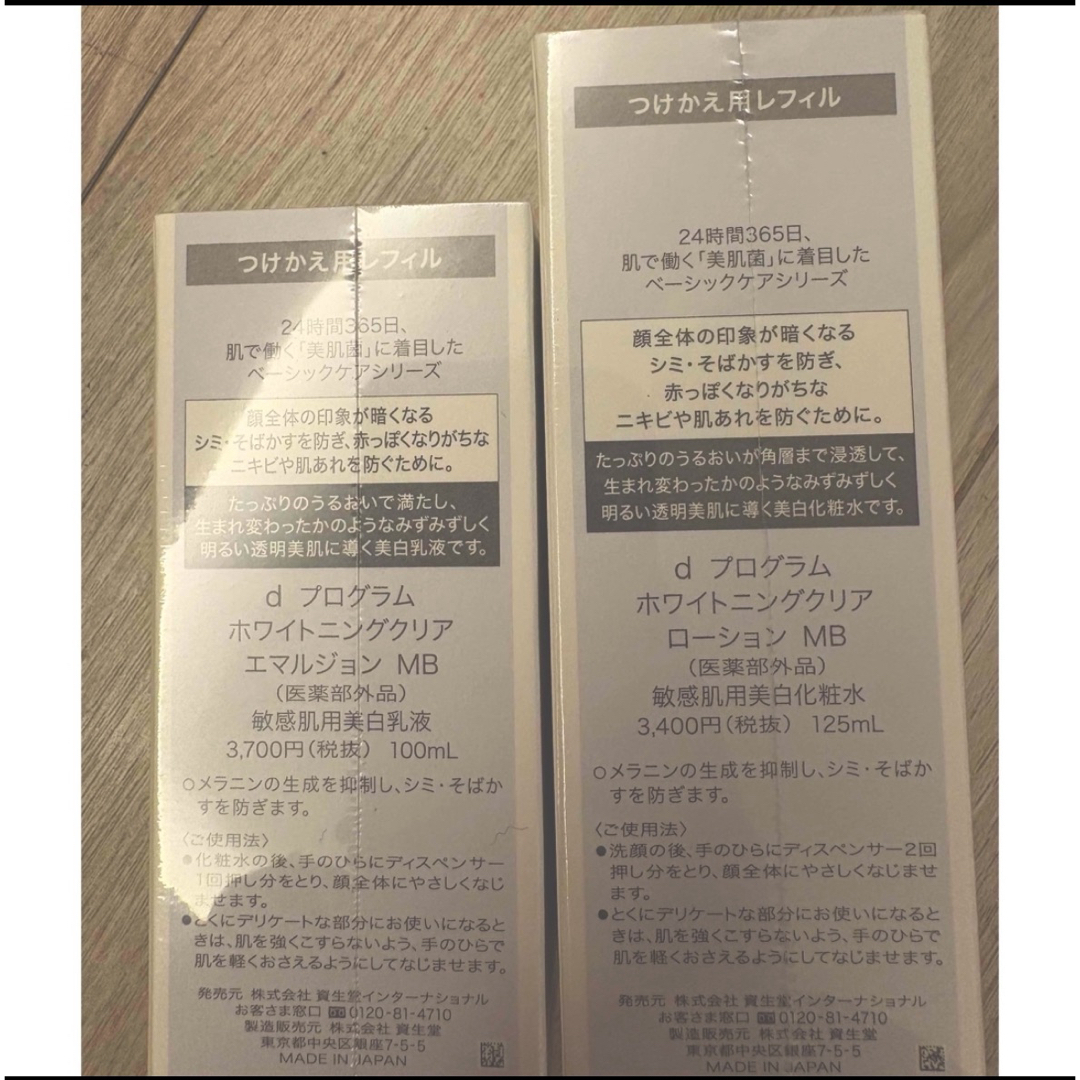 つけかえ用レフィル
24時間365日、
肌で働く「美肌菌」に着目した
ベーシックケアシリーズ
顔全体の印象が暗くなる
シミ・そばかすを防ぎ、赤っぽくなりがちな
ニキビや肌あれを防ぐために。
たっぷりのうるおいで満たし、
生まれ変わったかのようなみずみずしく
明るい透明美肌に導く美白乳液です。
d プログラム
ホワイトニングクリア
エマルジョン MB
(医薬部外品)
敏感肌用美白乳液
3,700円(税抜) 100mL
○メラニンの生成を抑制し、シミ・そばか
すを防ぎます。
〈ご使用法〉
●化粧水の後、手のひらにディスペンサー
1回押し分をとり、顔全体にやさしくなじ
ませます。
●とくにデリケートな部分にお使いになると
きは、肌を強くこすらないよう、手のひらで
肌を軽くおさえるようにしてなじませます。
発売元 株式会社 資生堂インターナショナル
お客さま窓口 0120-81-4710
製造販売元 株式会社 資生堂
東京都中央区銀座7-5-5
MADE IN JAPAN
つけかえ用レフィル
24時間365日、
肌で働く「美肌菌」に着目した
ベーシックケアシリーズ
顔全体の印象が暗くなる
シミ・そばかすを防ぎ、
赤っぽくなりがちな
ニキビや肌あれを防ぐために。
たっぷりのうるおいが角層まで浸透して、
生まれ変わったかのようなみずみずしく
明るい透明美肌に導く美白化粧水です。
d プログラム
ホワイトニングクリア
ローション MB
(医薬部外品)
敏感肌用美白化粧水
3,400円(税抜) 125mL
○メラニンの生成を抑制し、シミ・そばか
すを防ぎます。
〈ご使用法〉
●洗顔の後、手のひらにディスペンサー2回
押し分をとり、顔全体にやさしくなじませ
ます。
●とくにデリケートな部分にお使いになると
きは、肌を強くこすらないよう、手のひらで
肌を軽くおさえるようにしてなじませます。
発売元 株式会社 資生堂インターナショナル
お客さま窓口 0120-81-4710
製造販売元 株式会社 資生堂
東京都中央区銀座7-5-5
MADE IN JAPAN